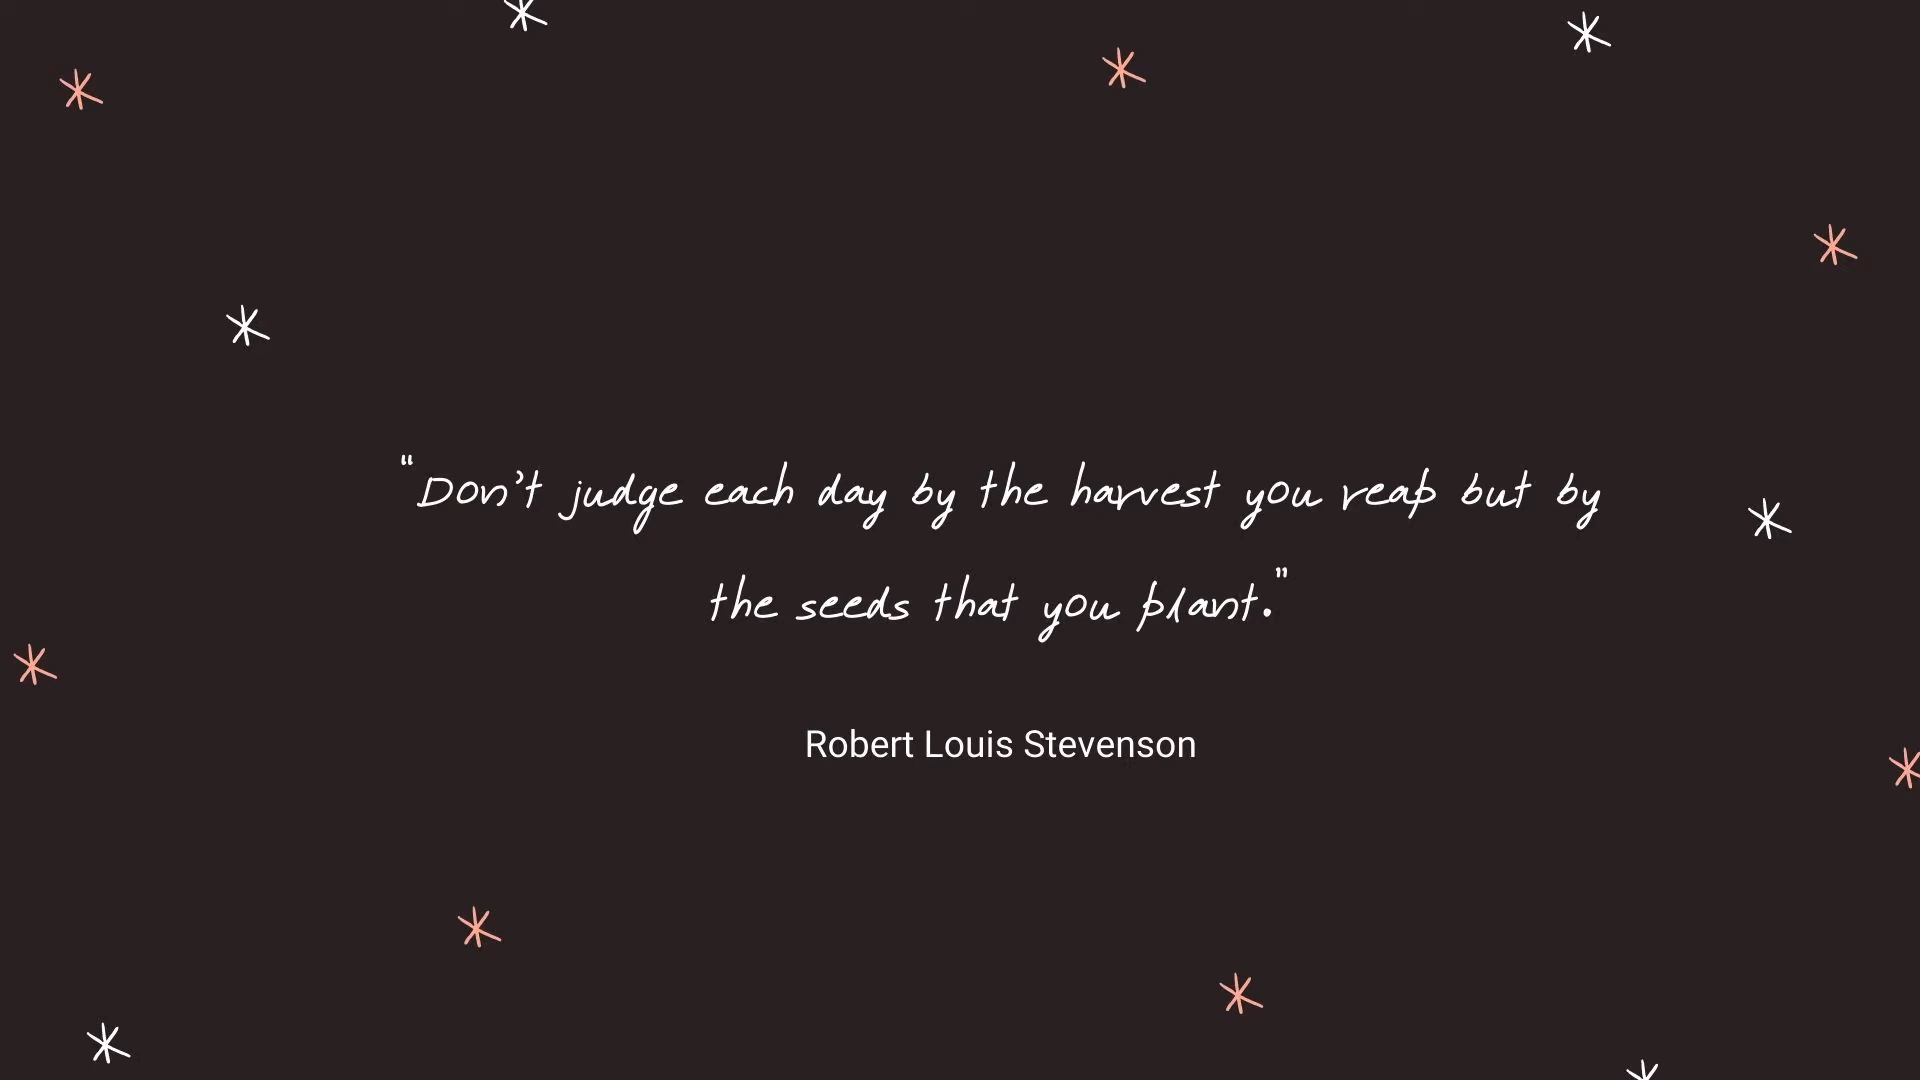 “Don’t judge each day by the harvest you reap but by
the seeds that you plant.”
Robert Louis Stevenson